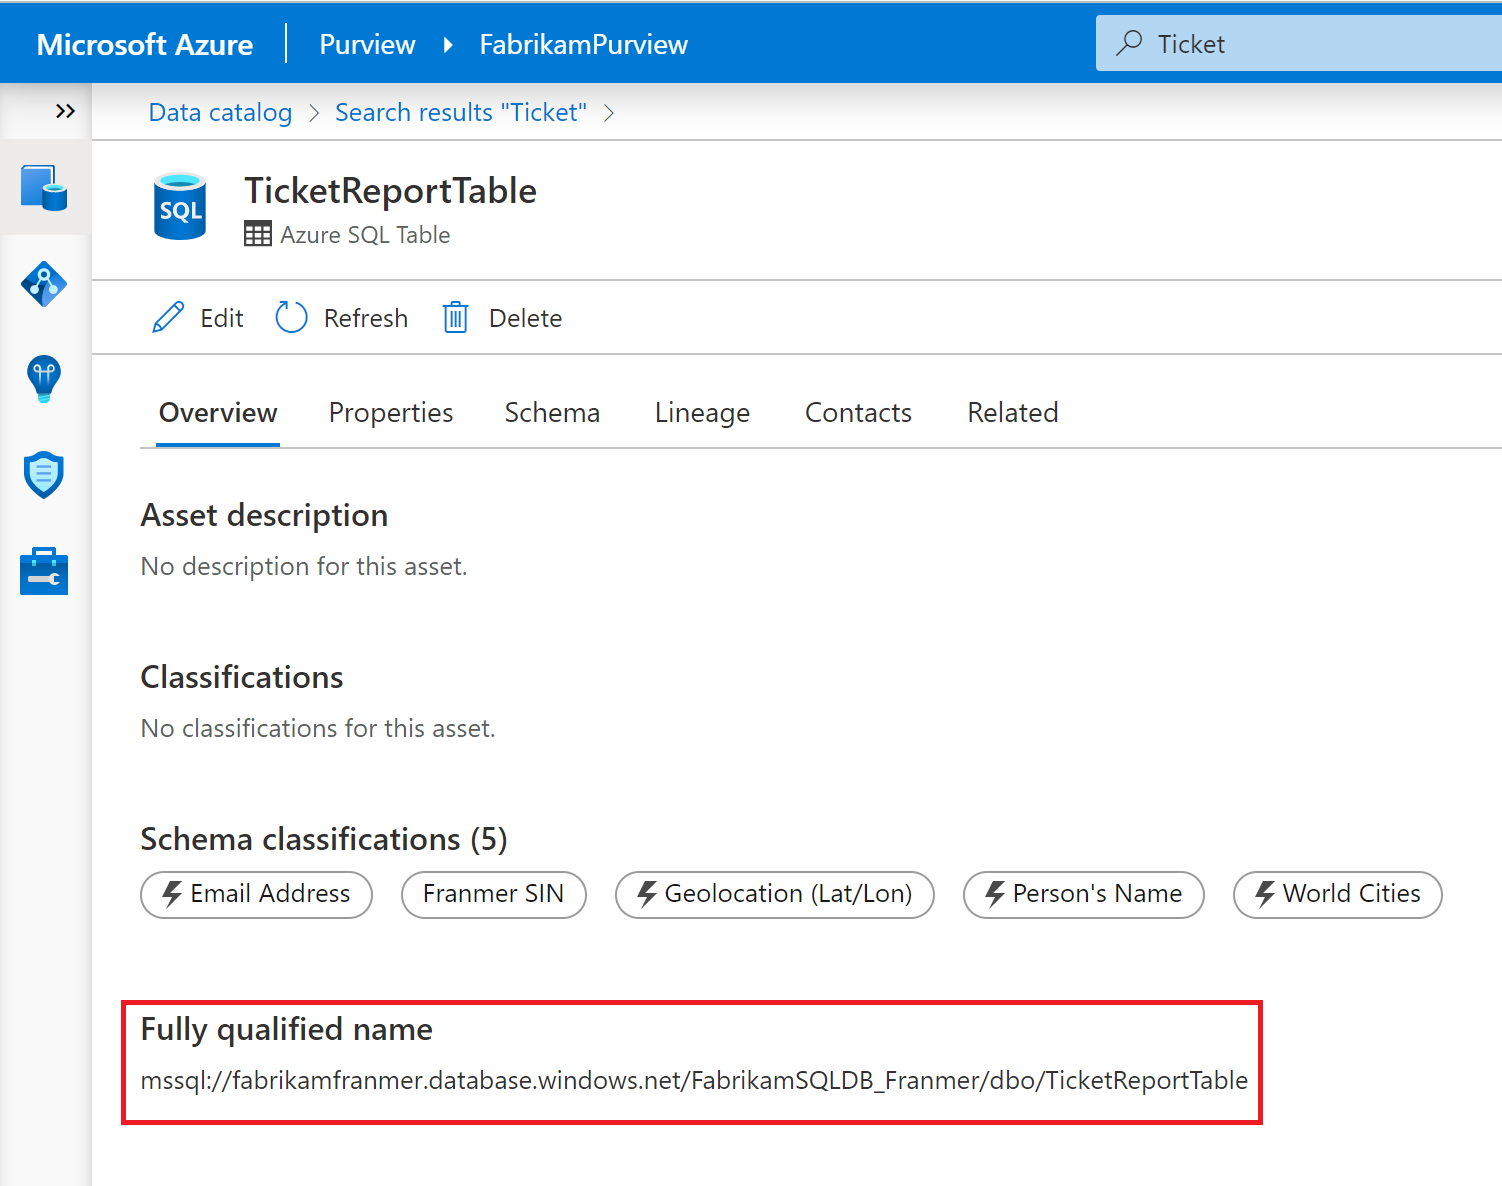 Microsoft Azure Purview FabrikamPurview Ticket
Data catalog Search results "Ticket"
SQL
TicketReportTable
Azure SQL Table
Edit Refresh Delete
Overview Properties Schema Lineage Contacts Related
Asset description
No description for this asset.
Classifications
No classifications for this asset.
Schema classifications (5)
Email Address Franmer SIN Geolocation (Lat/Lon) Person's Name World Cities
Fully qualified name
mssql://fabrikamfranmer.database.windows.net/FabrikamSQLDB_Franmer/dbo/TicketReportTable